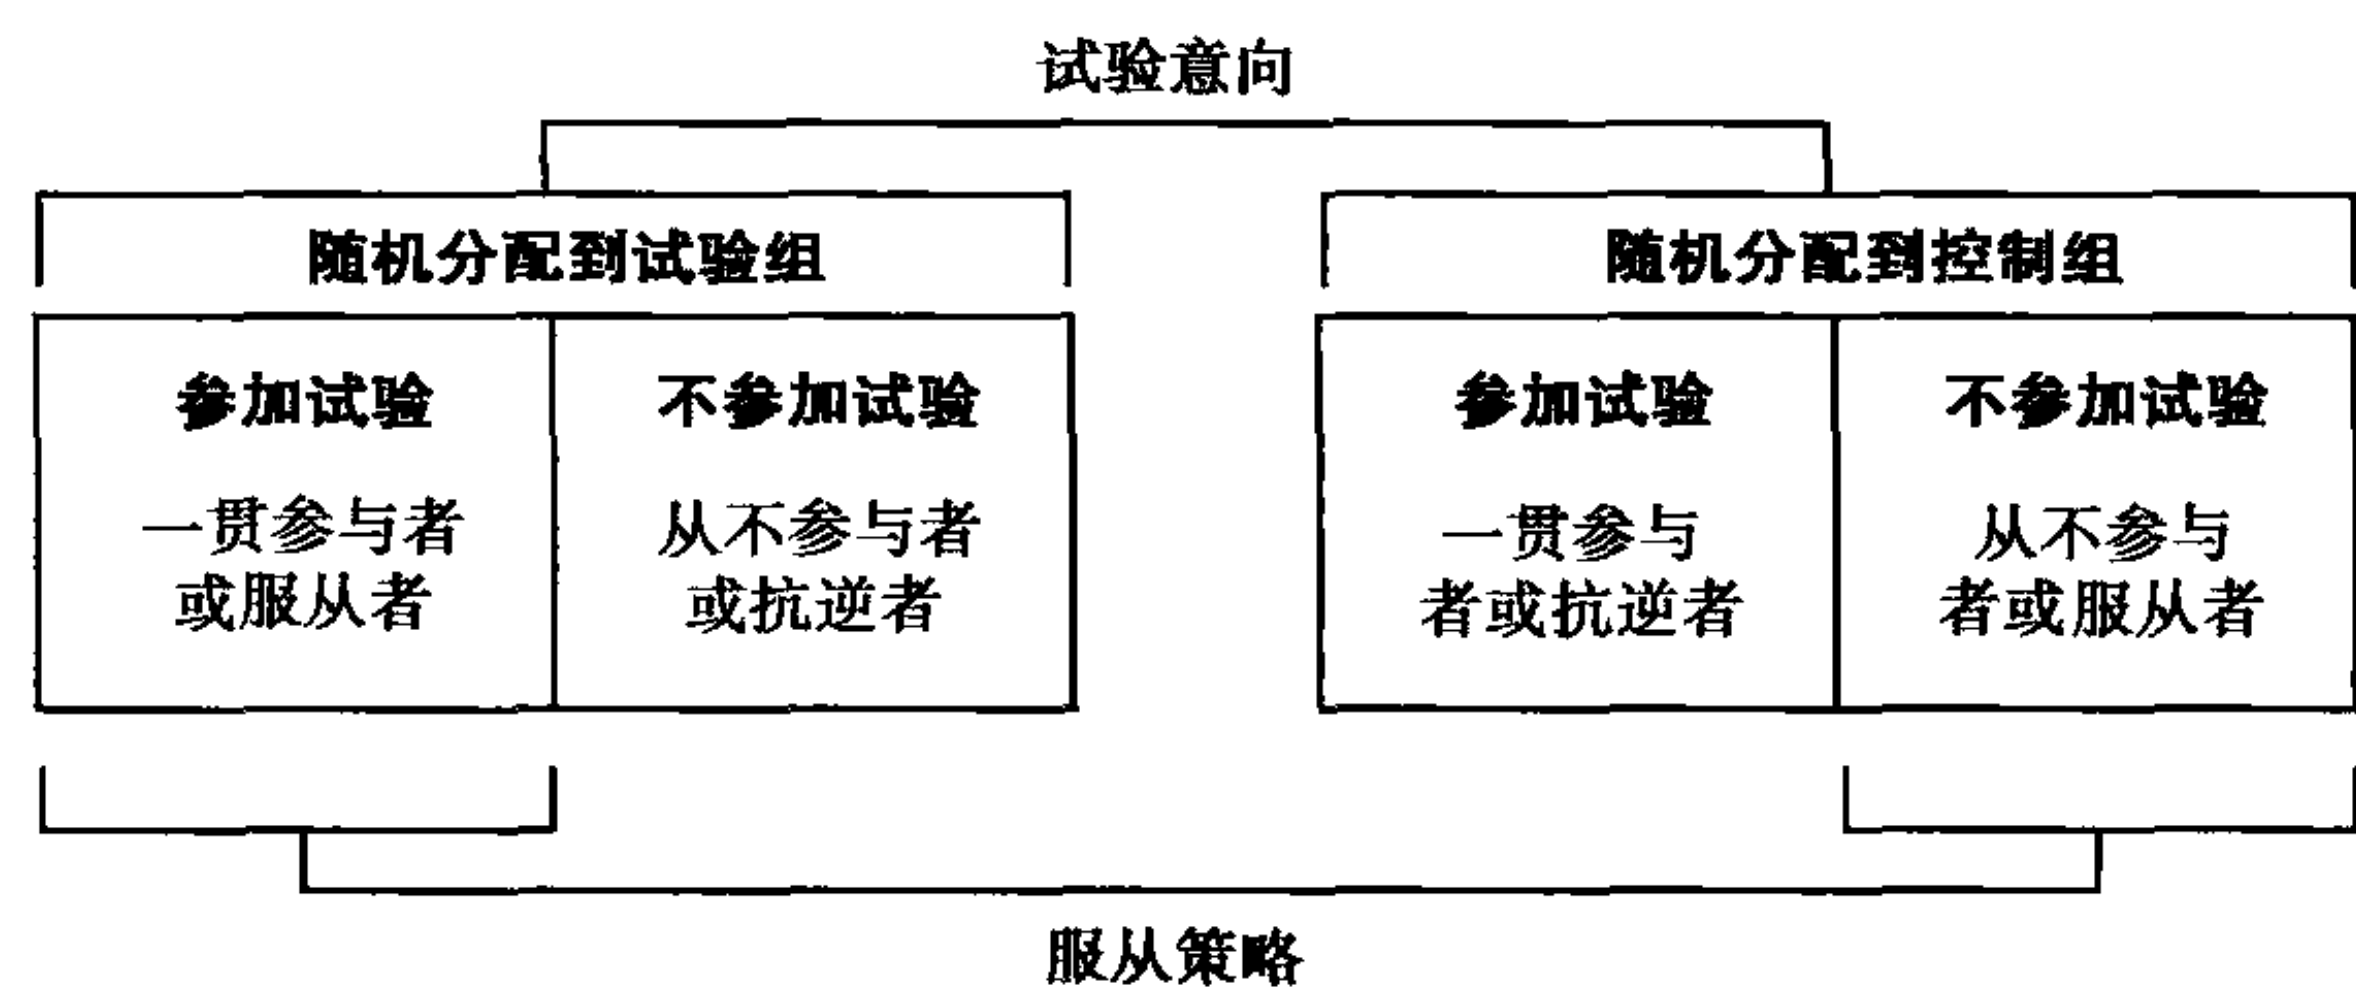 试验意向
随机分配到试验组
随机分配到控制组
参加试验
不参加试验
参加试验
不参加试验
一贯参与者
或服从者
从不参与者
或抗逆者
一贯参与
者或抗逆者
从不参与
者或服从者
服从策略